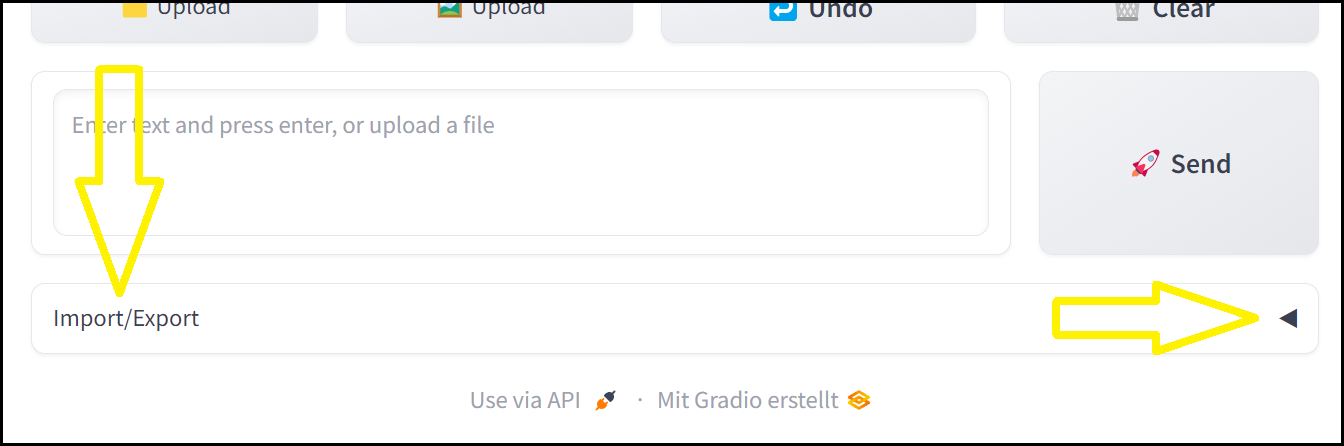 Upload Upload Undo Clear
Enter text and press enter, or upload a file
Send
Import/Export
Use via API · Mit Gradio erstellt